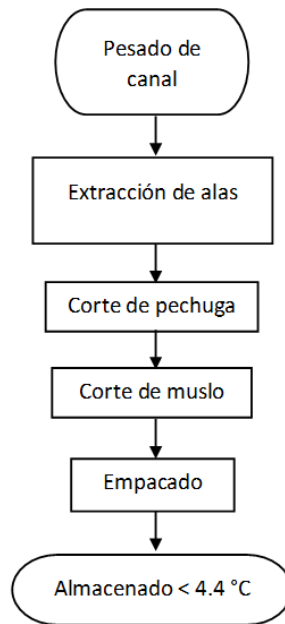 Pesado de
canal
Extracción de alas
Corte de pechuga
Corte de muslo
Empacado
Almacenado < 4.4 °C